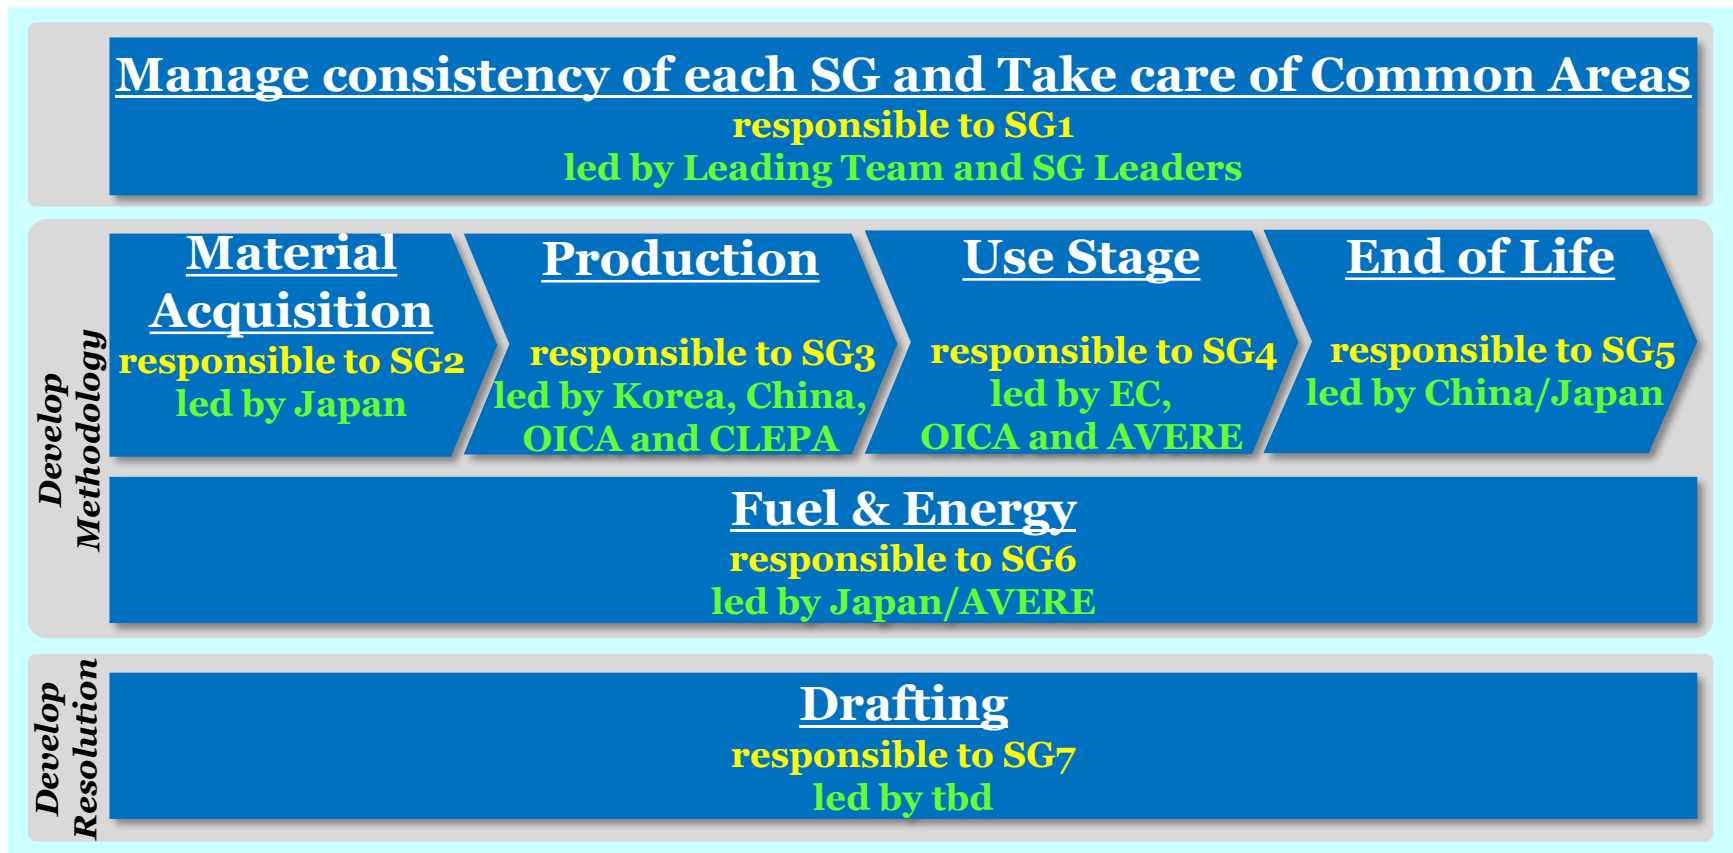 Manage consistency of each SG and Take care of Common Areas
responsible to SG1
led by Leading Team and SG Leaders
Develop
Methodology
Material
Acquisition
responsible to SG2
led by Japan
Production
responsible to SG3
led by Korea, China,
OICA and CLEPA
Use Stage
responsible to SG4
led by EC,
OICA and AVERE
End of Life
responsible to SG5
led by China/Japan
Fuel & Energy
responsible to SG6
led by Japan/AVERE
Develop
Resolution
Drafting
responsible to SG7
led by tbd